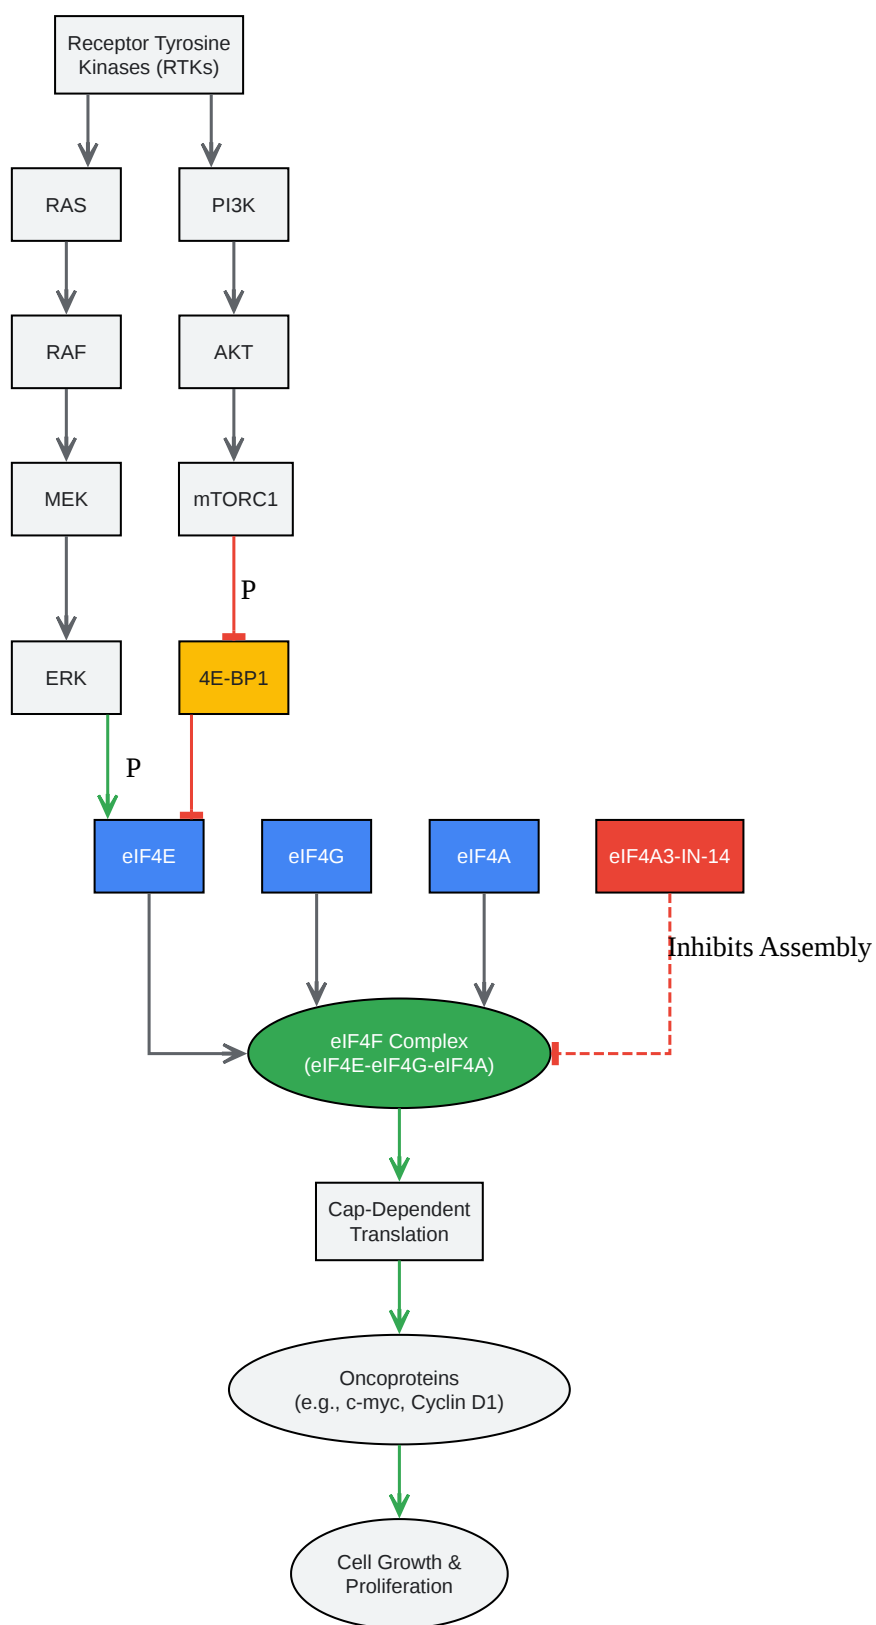 Receptor Tyrosine
Kinases (RTKs)
RAS
PI3K
RAF
AKT
MEK
mTORC1
P
ERK
4E-BP1
P
eIF4E
eIF4G
eIF4A
eIF4A3-IN-14
Inhibits Assembly
eIF4F Complex
(eIF4E-eIF4G-eIF4A)
Cap-Dependent
Translation
Oncoproteins
(e.g., c-myc, Cyclin D1)
Cell Growth &
Proliferation